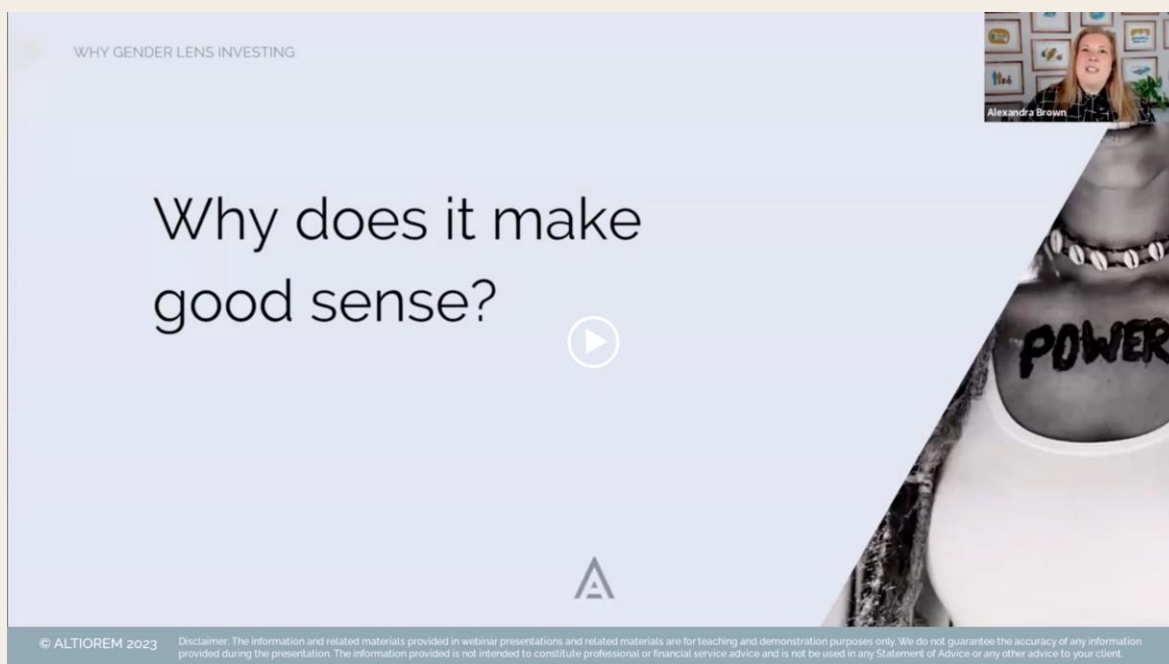 WHY GENDER LENS INVESTING
Alexandra Brown
Why does it make
good sense?
POWER
© ALTIOREM 2023
Disclaimer: The information and related materials provided in webinar presentations and related materials are for teaching and demonstration purposes only. We do not guarantee the accuracy of any information
provided during the presentation. The information provided is not intended to constitute professional or financial service advice and is not be used in any Statement of Advice or any other advice to your client.